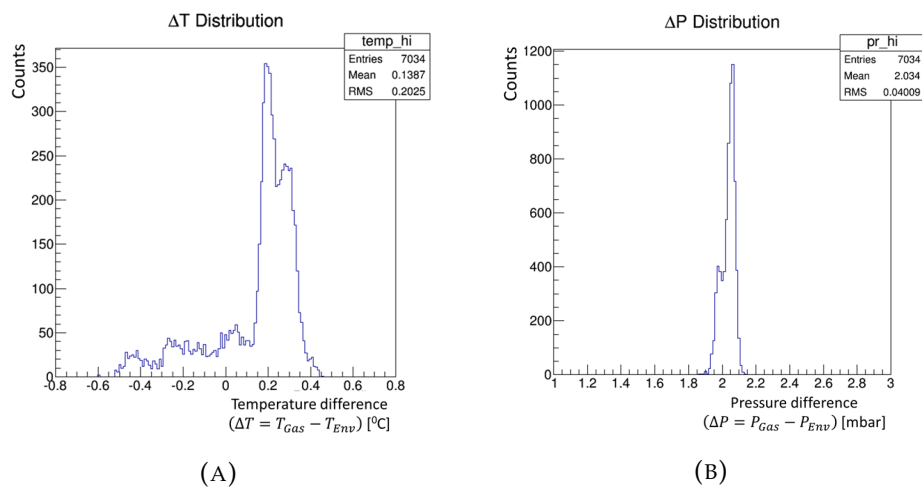 ΔT Distribution
temp_hi
Entries 7034
Mean 0.1387
RMS 0.2025
Counts
350
300
250
200
150
100
50
0
-0.8 -0.6 -0.4 -0.2 0 0.2 0.4 0.6 0.8
Temperature difference
(ΔT = T_Gas − T_Env) [⁰C]
(A)
ΔP Distribution
pr_hi
Entries 7034
Mean 2.034
RMS 0.04009
Counts
1200
1000
800
600
400
200
0
1 1.2 1.4 1.6 1.8 2 2.2 2.4 2.6 2.8 3
Pressure difference
(ΔP = P_Gas − P_Env) [mbar]
(B)